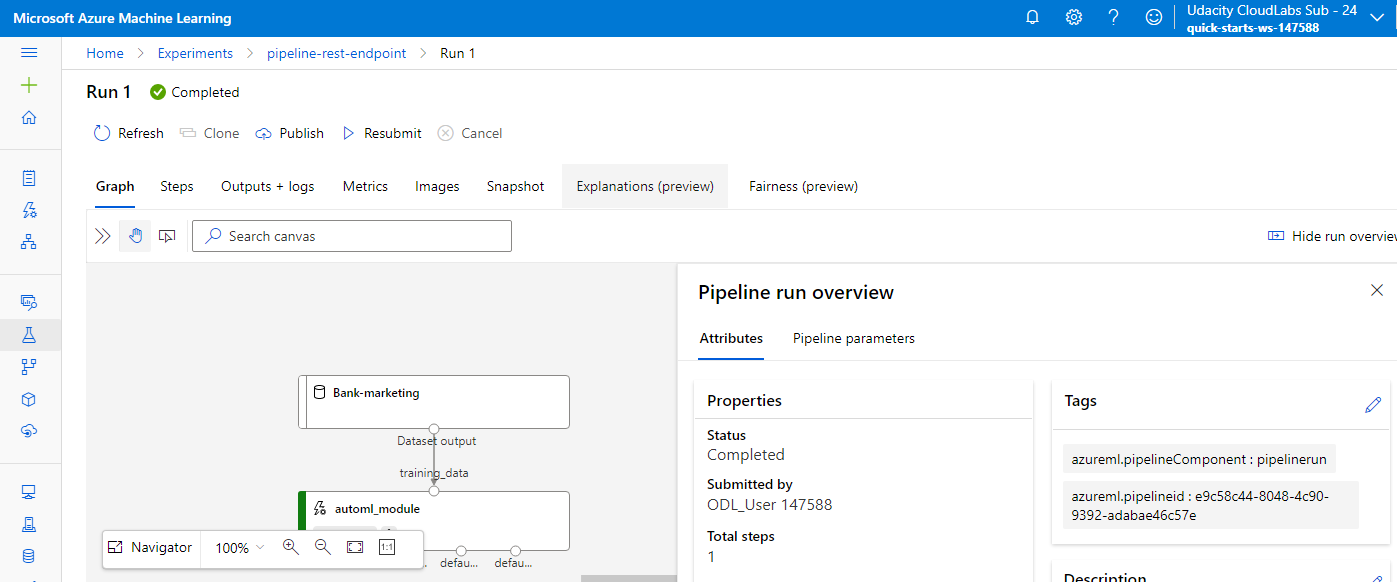 Microsoft Azure Machine Learning
Udacity CloudLabs Sub - 24
quick-starts-ws-147588
Home > Experiments > pipeline-rest-endpoint > Run 1
Run 1 Completed
Refresh Clone Publish Resubmit Cancel
Graph Steps Outputs + logs Metrics Images Snapshot Explanations (preview) Fairness (preview)
Search canvas
Hide run overview
Pipeline run overview
Attributes Pipeline parameters
Bank-marketing
Dataset output
training_data
automl_module
Navigator 100% 1:1
defau... defau...
Properties
Status
Completed
Submitted by
ODL_User 147588
Total steps
1
Tags
azureml.pipelineComponent : pipelinerun
azureml.pipelineid : e9c58c44-8048-4c90-
9392-adabae46c57e
Description